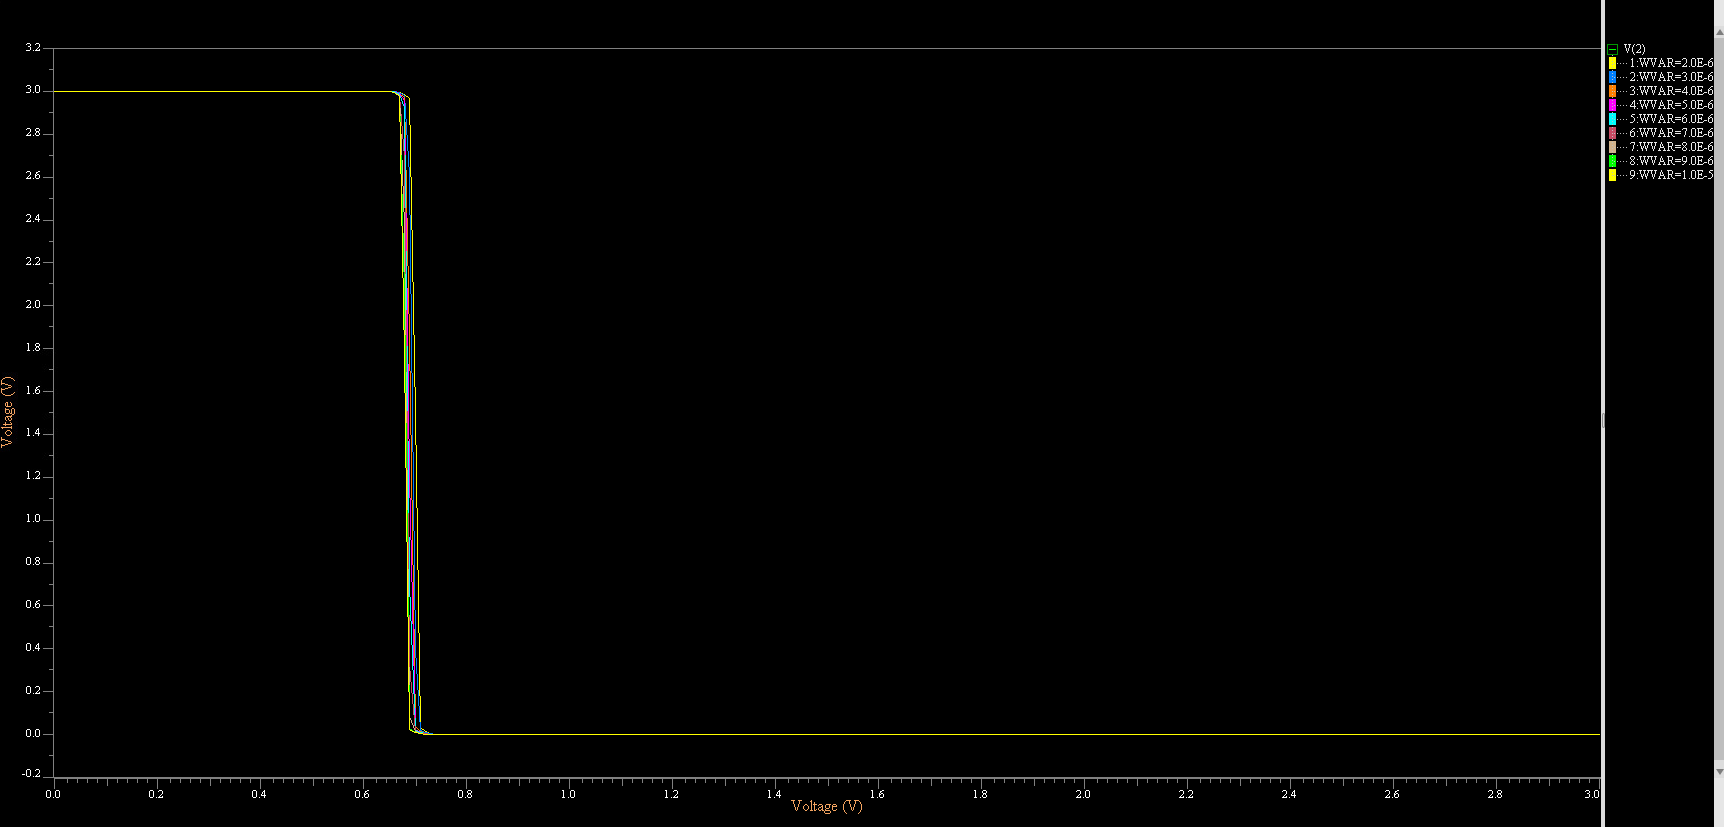 3.2
3.0
2.8
2.6
2.4
2.2
2.0
1.8
1.6
1.4
1.2
1.0
0.8
0.6
0.4
0.2
0.0
-0.2
Voltage (V)
0.0 0.2 0.4 0.6 0.8 1.0 1.2 1.4 1.6 1.8 2.0 2.2 2.4 2.6 2.8 3.0
Voltage (V)
V(2)
1:WVAR=2.0E-6
2:WVAR=3.0E-6
3:WVAR=4.0E-6
4:WVAR=5.0E-6
5:WVAR=6.0E-6
6:WVAR=7.0E-6
7:WVAR=8.0E-6
8:WVAR=9.0E-6
9:WVAR=1.0E-5